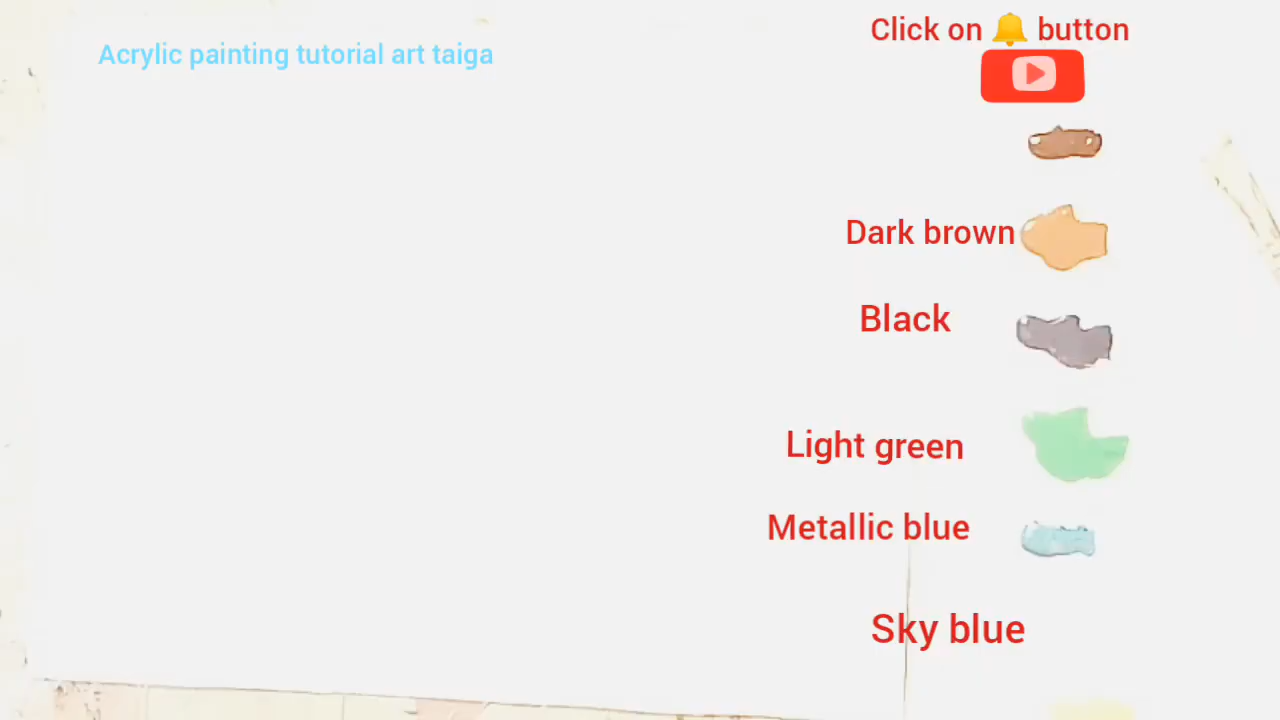 Acrylic painting tutorial art taiga
Click on 🔔 button
Dark brown
Black
Light green
Metallic blue
Sky blue